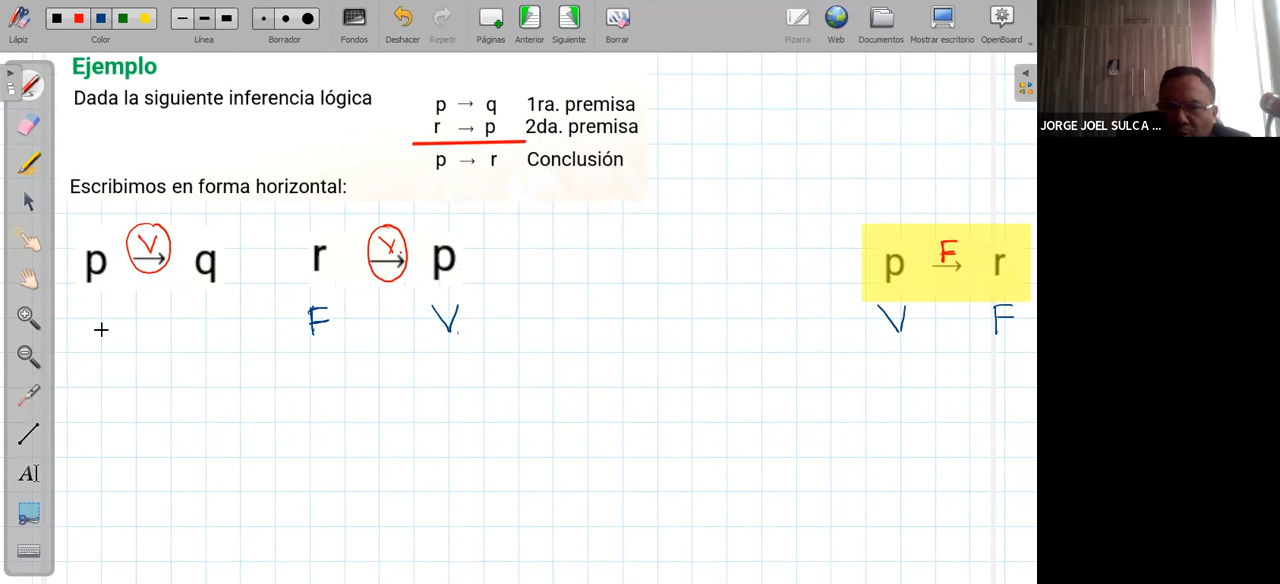 Lápiz Color Línea Borrador Fondos Deshacer Repetir Páginas Anterior Siguiente Borrar Pizarra Web Documentos Mostrar escritorio OpenBoard
Ejemplo
Dada la siguiente inferencia lógica
p → q 1ra. premisa
r → p 2da. premisa
p → r Conclusión
JORGE JOEL SULCA ...
Escribimos en forma horizontal:
V V F
p → q r → p p → r
F V V F
AI